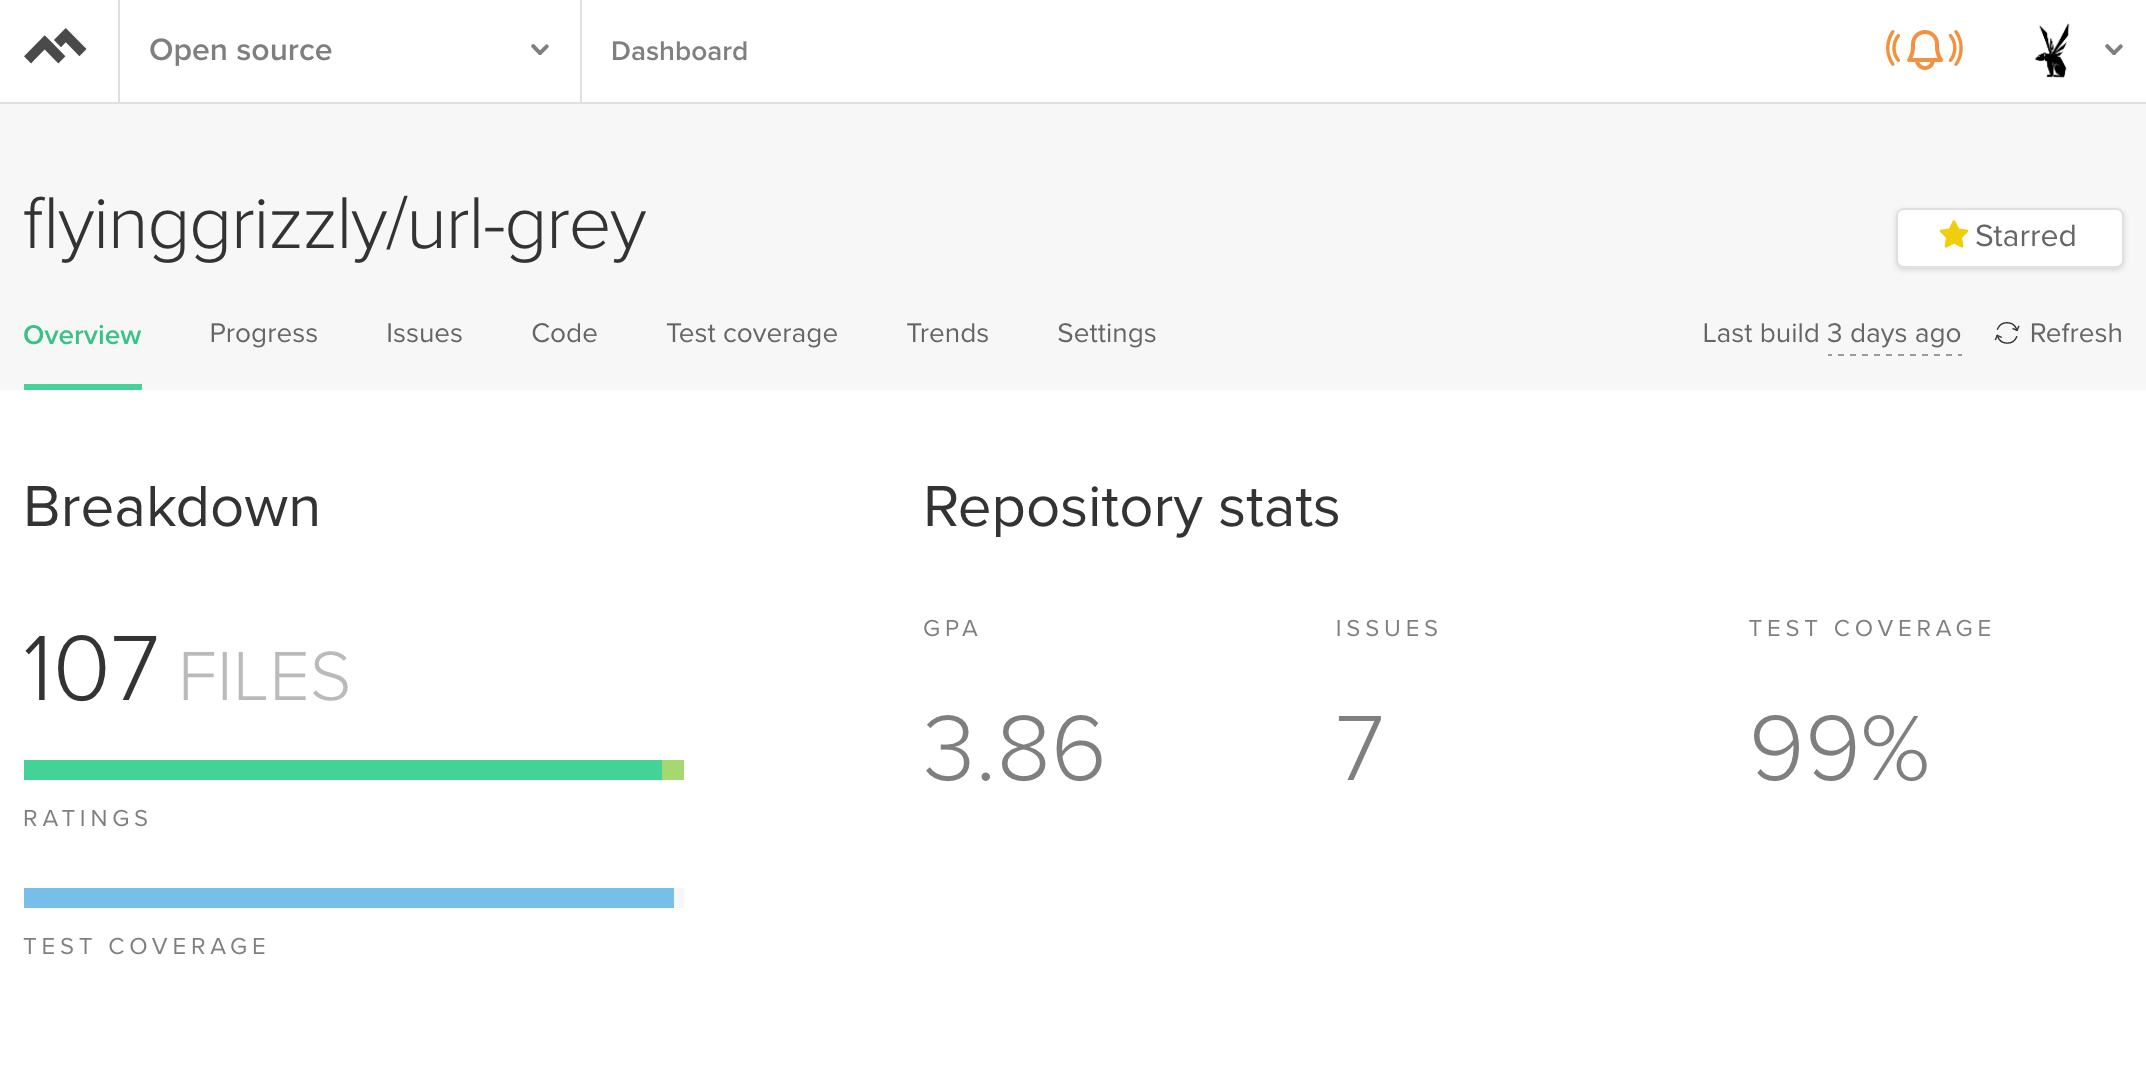 Open source
Dashboard
flyinggrizzly/url-grey
Starred
Overview Progress Issues Code Test coverage Trends Settings Last build 3 days ago Refresh
Breakdown
107 FILES
RATINGS
TEST COVERAGE
Repository stats
GPA
3.86
ISSUES
7
TEST COVERAGE
99%